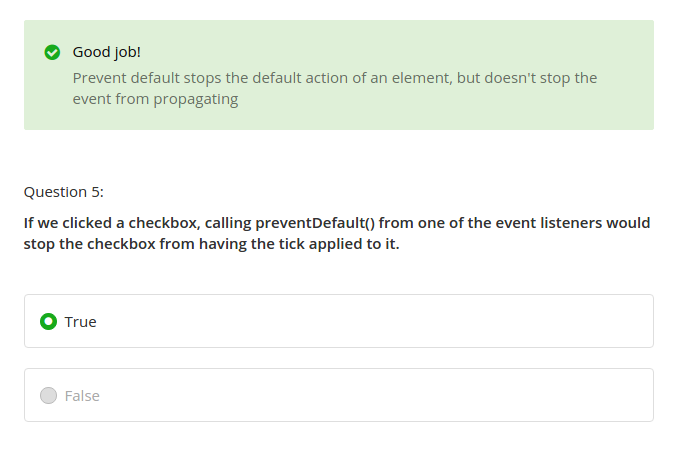 Good job!
Prevent default stops the default action of an element, but doesn't stop the
event from propagating
Question 5:
If we clicked a checkbox, calling preventDefault() from one of the event listeners would
stop the checkbox from having the tick applied to it.
True
False